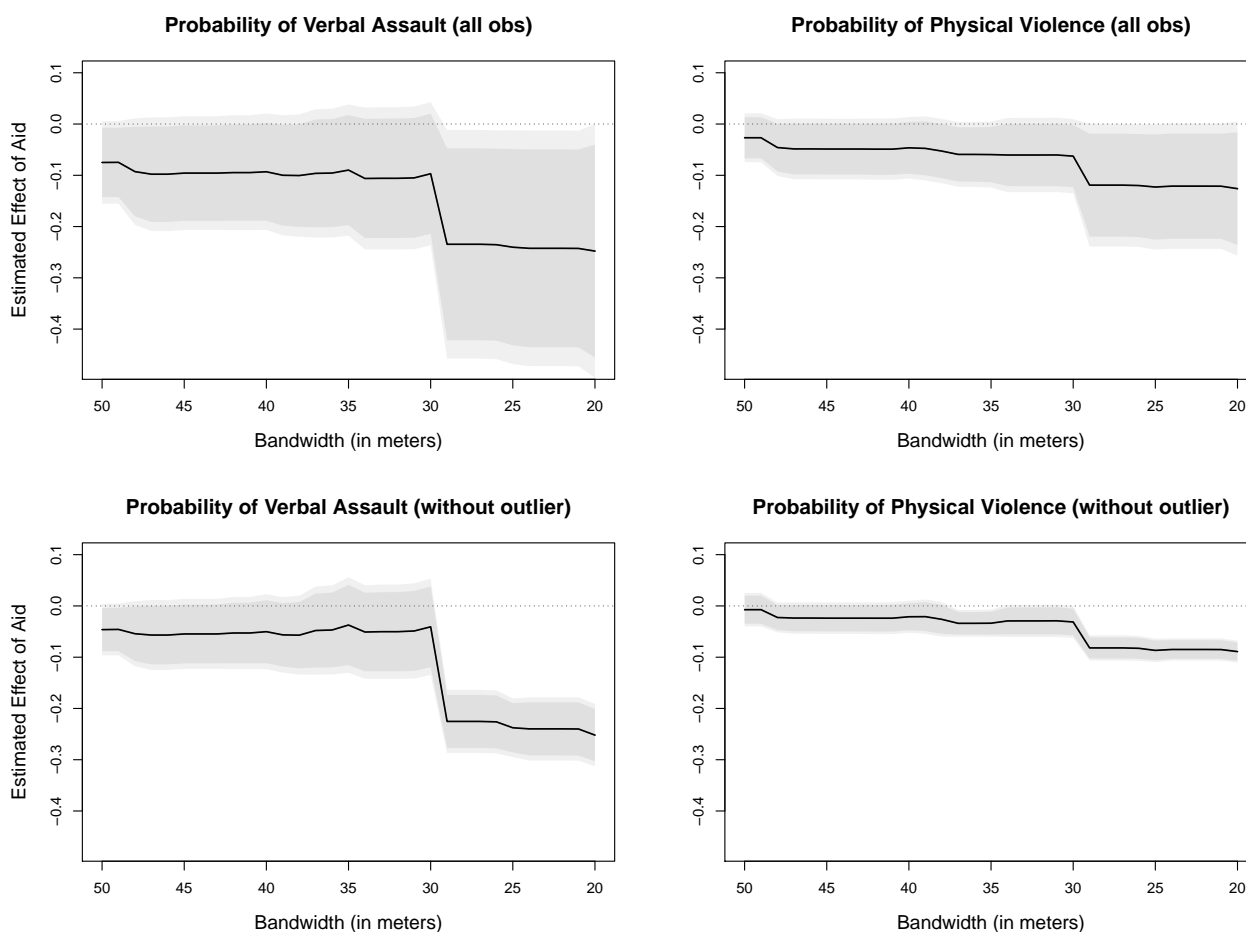 Probability of Verbal Assault (all obs)
Estimated Effect of Aid
0.1
0.0
−0.1
−0.2
−0.3
−0.4
50 45 40 35 30 25 20
Bandwidth (in meters)
Probability of Physical Violence (all obs)
0.1
0.0
−0.1
−0.2
−0.3
−0.4
50 45 40 35 30 25 20
Bandwidth (in meters)
Probability of Verbal Assault (without outlier)
Estimated Effect of Aid
0.1
0.0
−0.1
−0.2
−0.3
−0.4
50 45 40 35 30 25 20
Bandwidth (in meters)
Probability of Physical Violence (without outlier)
0.1
0.0
−0.1
−0.2
−0.3
−0.4
50 45 40 35 30 25 20
Bandwidth (in meters)